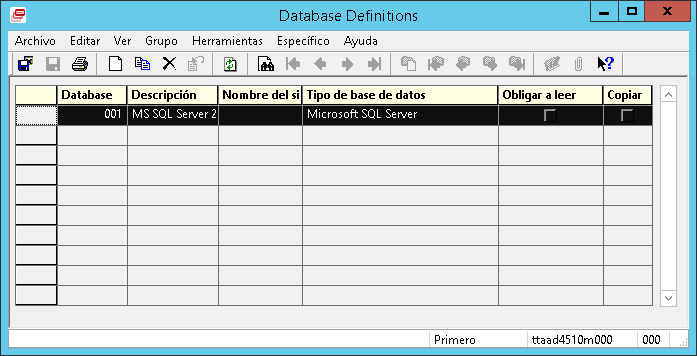 Database Definitions
Archivo Editar Ver Grupo Herramientas Específico Ayuda
Database Descripción Nombre del si Tipo de base de datos Obligar a leer Copiar
001 MS SQL Server 2 Microsoft SQL Server
Primero ttaad4510m000 000